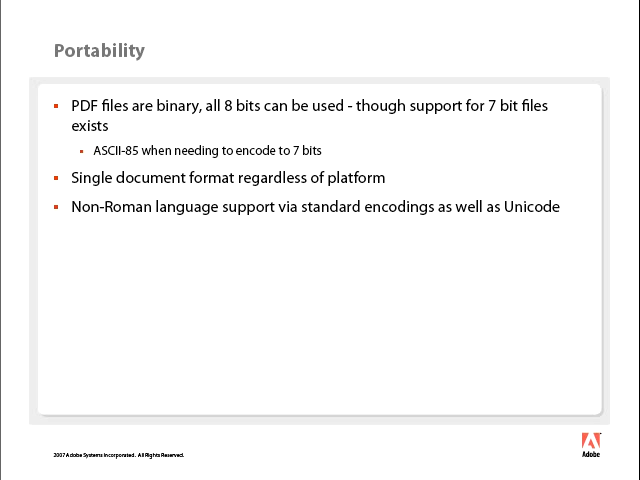 Portability
▪ PDF files are binary, all 8 bits can be used - though support for 7 bit files
exists
▪ ASCII-85 when needing to encode to 7 bits
▪ Single document format regardless of platform
▪ Non-Roman language support via standard encodings as well as Unicode
2007 Adobe Systems Incorporated. All Rights Reserved.
Adobe